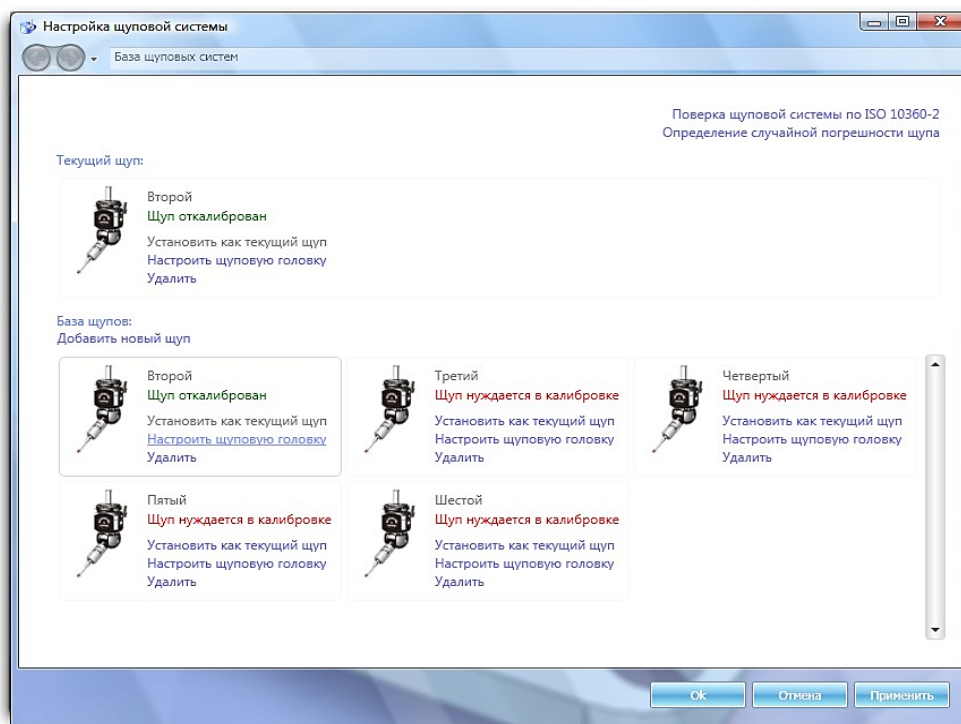 Настройка щуповой системы
База щуповых систем
Поверка щуповой системы по ISO 10360-2
Определение случайной погрешности щупа
Текущий щуп:
Второй
Щуп откалиброван
Установить как текущий щуп
Настроить щуповую головку
Удалить
База щупов:
Добавить новый щуп
Второй
Щуп откалиброван
Установить как текущий щуп
Настроить щуповую головку
Удалить
Третий
Щуп нуждается в калибровке
Установить как текущий щуп
Настроить щуповую головку
Удалить
Четвертый
Щуп нуждается в калибровке
Установить как текущий щуп
Настроить щуповую головку
Удалить
Пятый
Щуп нуждается в калибровке
Установить как текущий щуп
Настроить щуповую головку
Удалить
Шестой
Щуп нуждается в калибровке
Установить как текущий щуп
Настроить щуповую головку
Удалить
Ok
Отмена
Применить